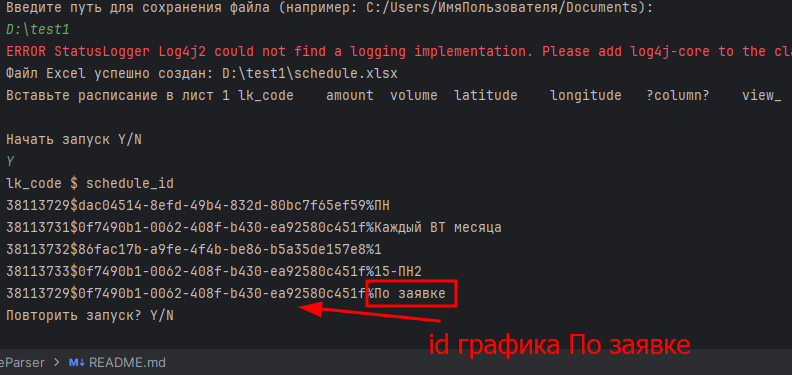 Введите путь для сохранения файла (например: C:/Users/ИмяПользователя/Documents):
D:\test1
ERROR StatusLogger Log4j2 could not find a logging implementation. Please add log4j-core to the cla
Файл Excel успешно создан: D:\test1\schedule.xlsx
Вставьте расписание в лист 1 lk_code amount volume latitude longitude ?column? view_
Начать запуск Y/N
Y
lk_code $ schedule_id
38113729$dac04514-8efd-49b4-832d-80bc7f65ef59%ПН
38113731$0f7490b1-0062-408f-b430-ea92580c451f%Каждый ВТ месяца
38113732$86fac17b-a9fe-4f4b-be86-b5a35de157e8%1
38113733$0f7490b1-0062-408f-b430-ea92580c451f%15-ПН2
38113729$0f7490b1-0062-408f-b430-ea92580c451f%По заявке
Повторить запуск? Y/N
id графика По заявке
eParser > M↓ README.md